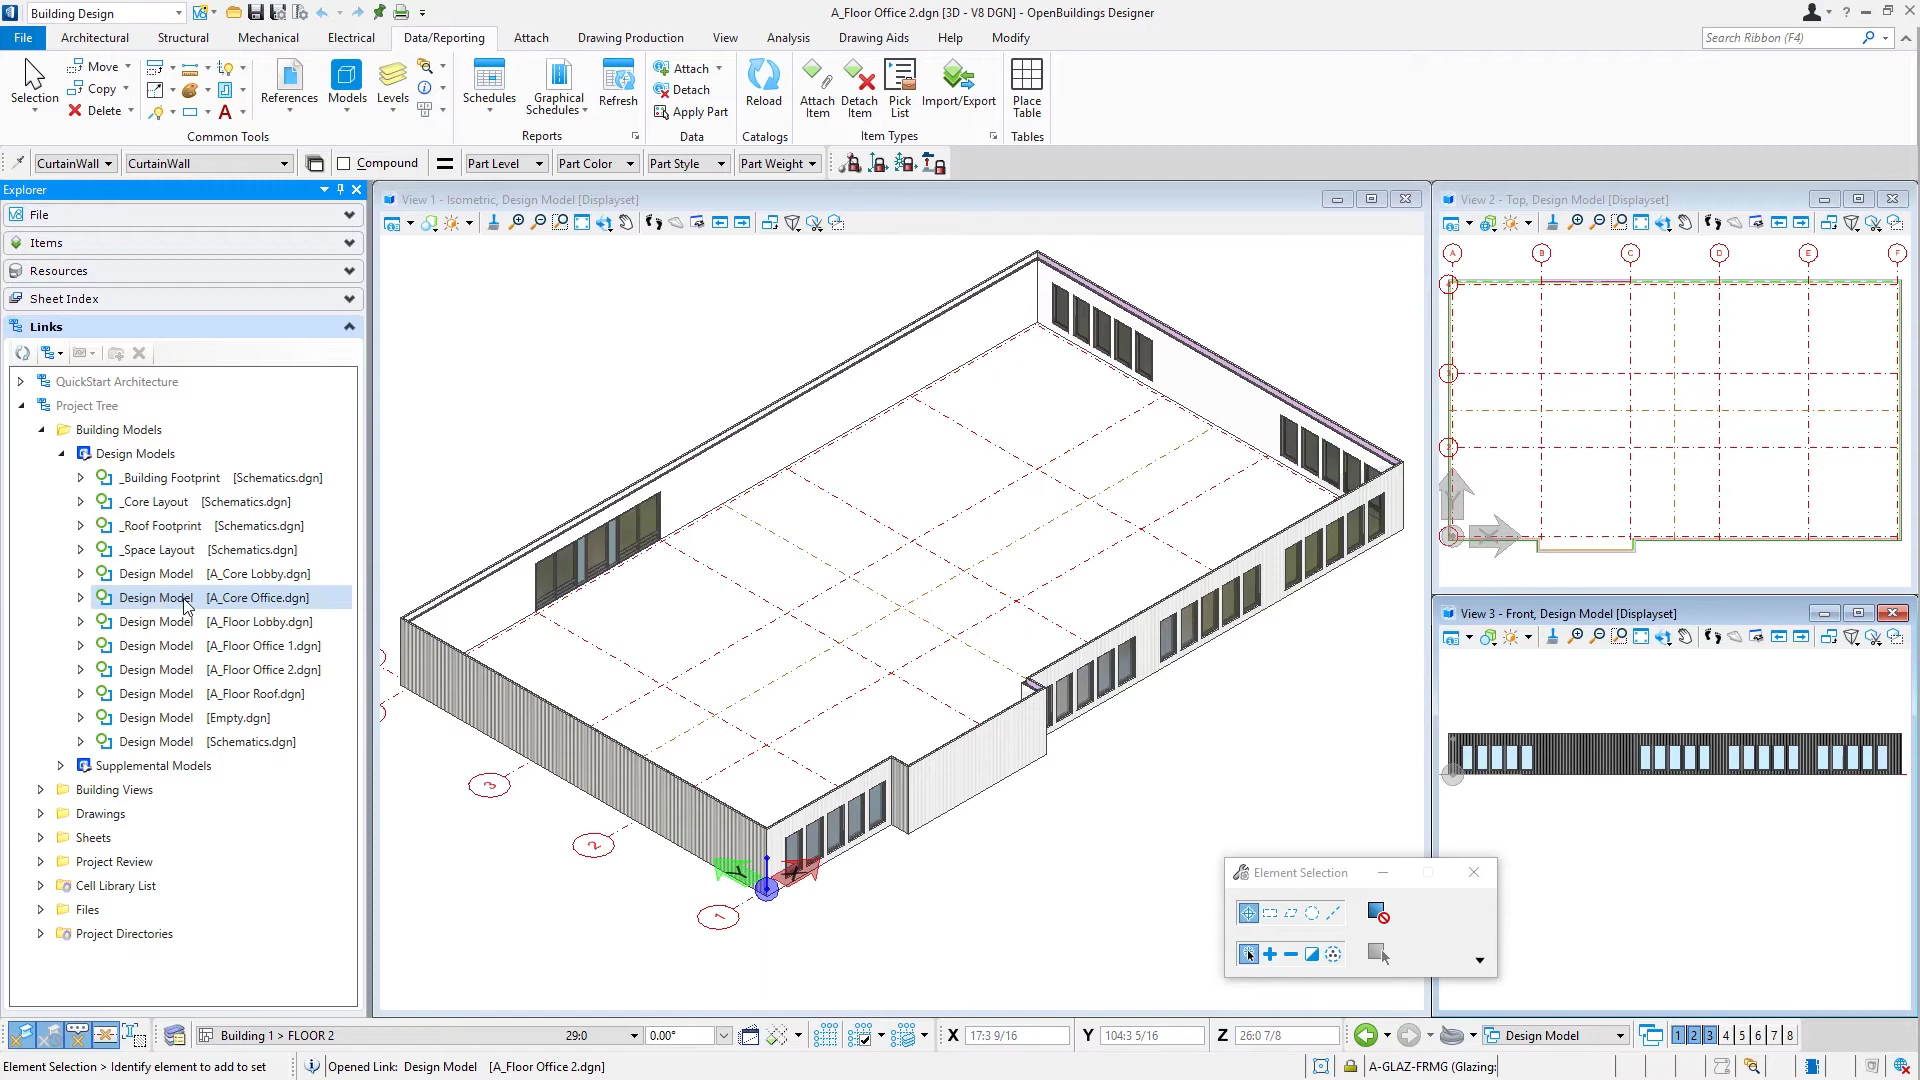 Building Design
A_Floor Office 2.dgn [3D - V8 DGN] - OpenBuildings Designer
File
Architectural
Structural
Mechanical
Electrical
Data/Reporting
Attach
Drawing Production
View
Analysis
Drawing Aids
Help
Modify
Search Ribbon (F4)
Selection
Move
Copy
Delete
Common Tools
References
Models
Levels
Schedules
Graphical
Schedules
Refresh
Reports
Attach
Detach
Apply Part
Data
Reload
Catalogs
Attach
Item
Detach
Item
Pick
List
Import/Export
Item Types
Place
Table
Tables
CurtainWall
CurtainWall
Compound
Part Level
Part Color
Part Style
Part Weight
Explorer
File
Items
Resources
Sheet Index
Links
QuickStart Architecture
Project Tree
Building Models
Design Models
_Building Footprint [Schematics.dgn]
_Core Layout [Schematics.dgn]
_Roof Footprint [Schematics.dgn]
_Space Layout [Schematics.dgn]
Design Model [A_Core Lobby.dgn]
Design Model [A_Core Office.dgn]
Design Model [A_Floor Lobby.dgn]
Design Model [A_Floor Office 1.dgn]
Design Model [A_Floor Office 2.dgn]
Design Model [A_Floor Roof.dgn]
Design Model [Empty.dgn]
Design Model [Schematics.dgn]
Supplemental Models
Building Views
Drawings
Sheets
Project Review
Cell Library List
Files
Project Directories
View 1 - Isometric, Design Model [Displayset]
3
2
1
Y
X
View 2 - Top, Design Model [Displayset]
A
B
C
D
E
F
4
3
2
View 3 - Front, Design Model [Displayset]
Element Selection
Building 1 > FLOOR 2
29:0
0.00°
X 17:3 9/16
Y 104:3 5/16
Z 26:0 7/8
Design Model
1 2 3 4 5 6 7 8
Element Selection > Identify element to add to set
Opened Link: Design Model [A_Floor Office 2.dgn]
A-GLAZ-FRMG (Glazing: